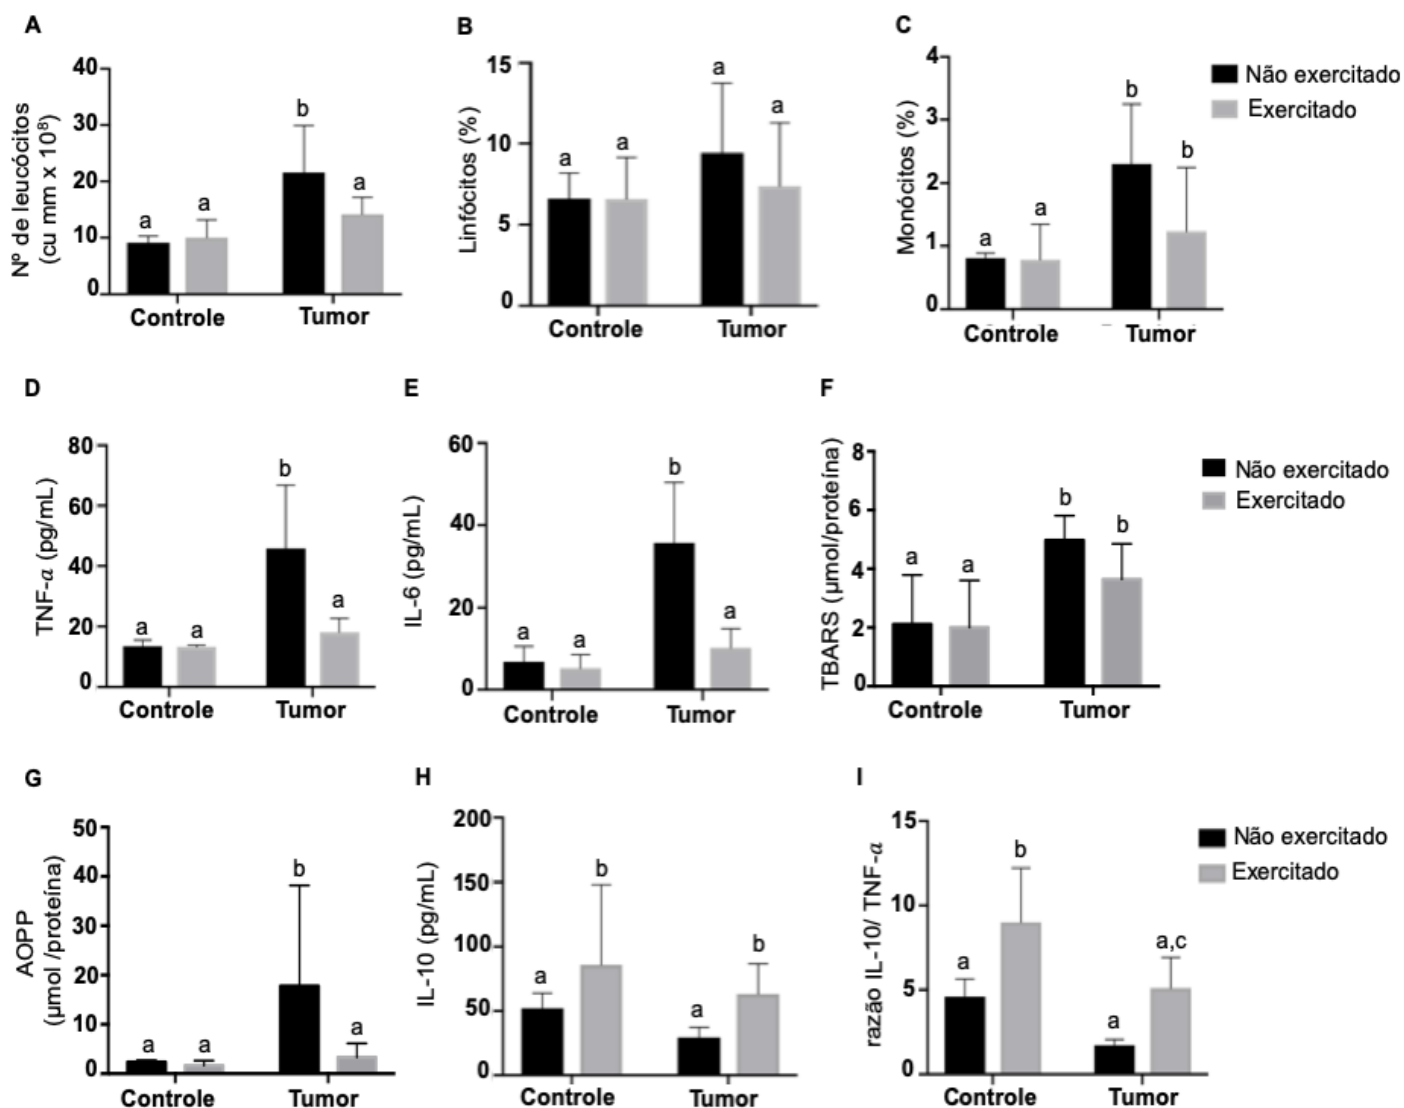 A
Nº de leucócitos
(cu mm x 10⁸)
40
30
20
10
0
a
a
b
a
Controle
Tumor
B
Linfócitos (%)
15
10
5
0
a
a
a
a
Controle
Tumor
C
Monócitos (%)
4
3
2
1
0
a
a
b
b
Controle
Tumor
Não exercitado
Exercitado
D
TNF-α (pg/mL)
80
60
40
20
0
a
a
b
a
Controle
Tumor
E
IL-6 (pg/mL)
60
40
20
0
a
a
b
a
Controle
Tumor
F
TBARS (µmol/proteína)
8
6
4
2
0
a
a
b
b
Controle
Tumor
Não exercitado
Exercitado
G
AOPP
(µmol /proteína)
50
40
30
20
10
0
a
a
b
a
Controle
Tumor
H
IL-10 (pg/mL)
200
150
100
50
0
a
b
a
b
Controle
Tumor
I
razão IL-10/ TNF-α
15
10
5
0
a
b
a
a,c
Controle
Tumor
Não exercitado
Exercitado